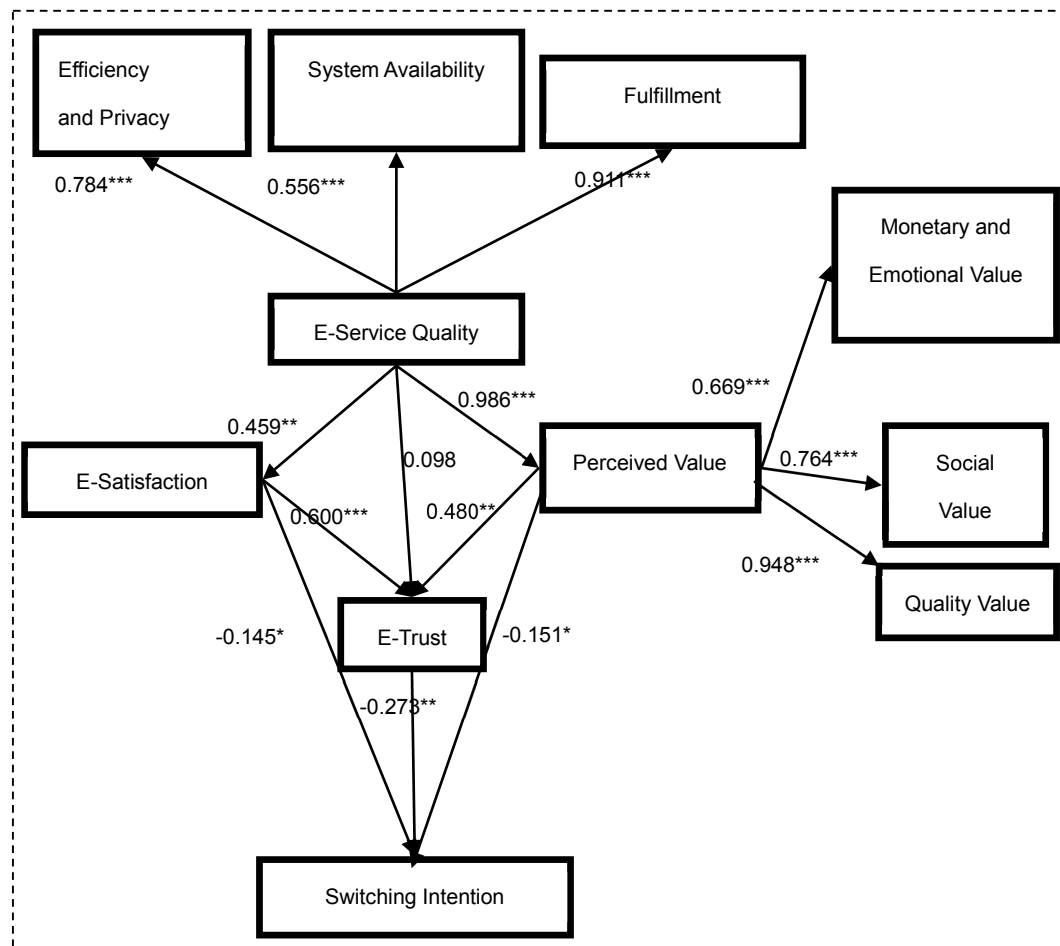 Efficiency
and Privacy
System Availability
Fulfillment
0.784***
0.556***
0.911***
Monetary and
Emotional Value
E-Service Quality
0.669***
0.986***
0.459**
0.098
E-Satisfaction
Perceived Value
0.764***
Social
Value
0.600***
0.480**
0.948***
Quality Value
E-Trust
-0.145*
-0.151*
-0.273**
Switching Intention